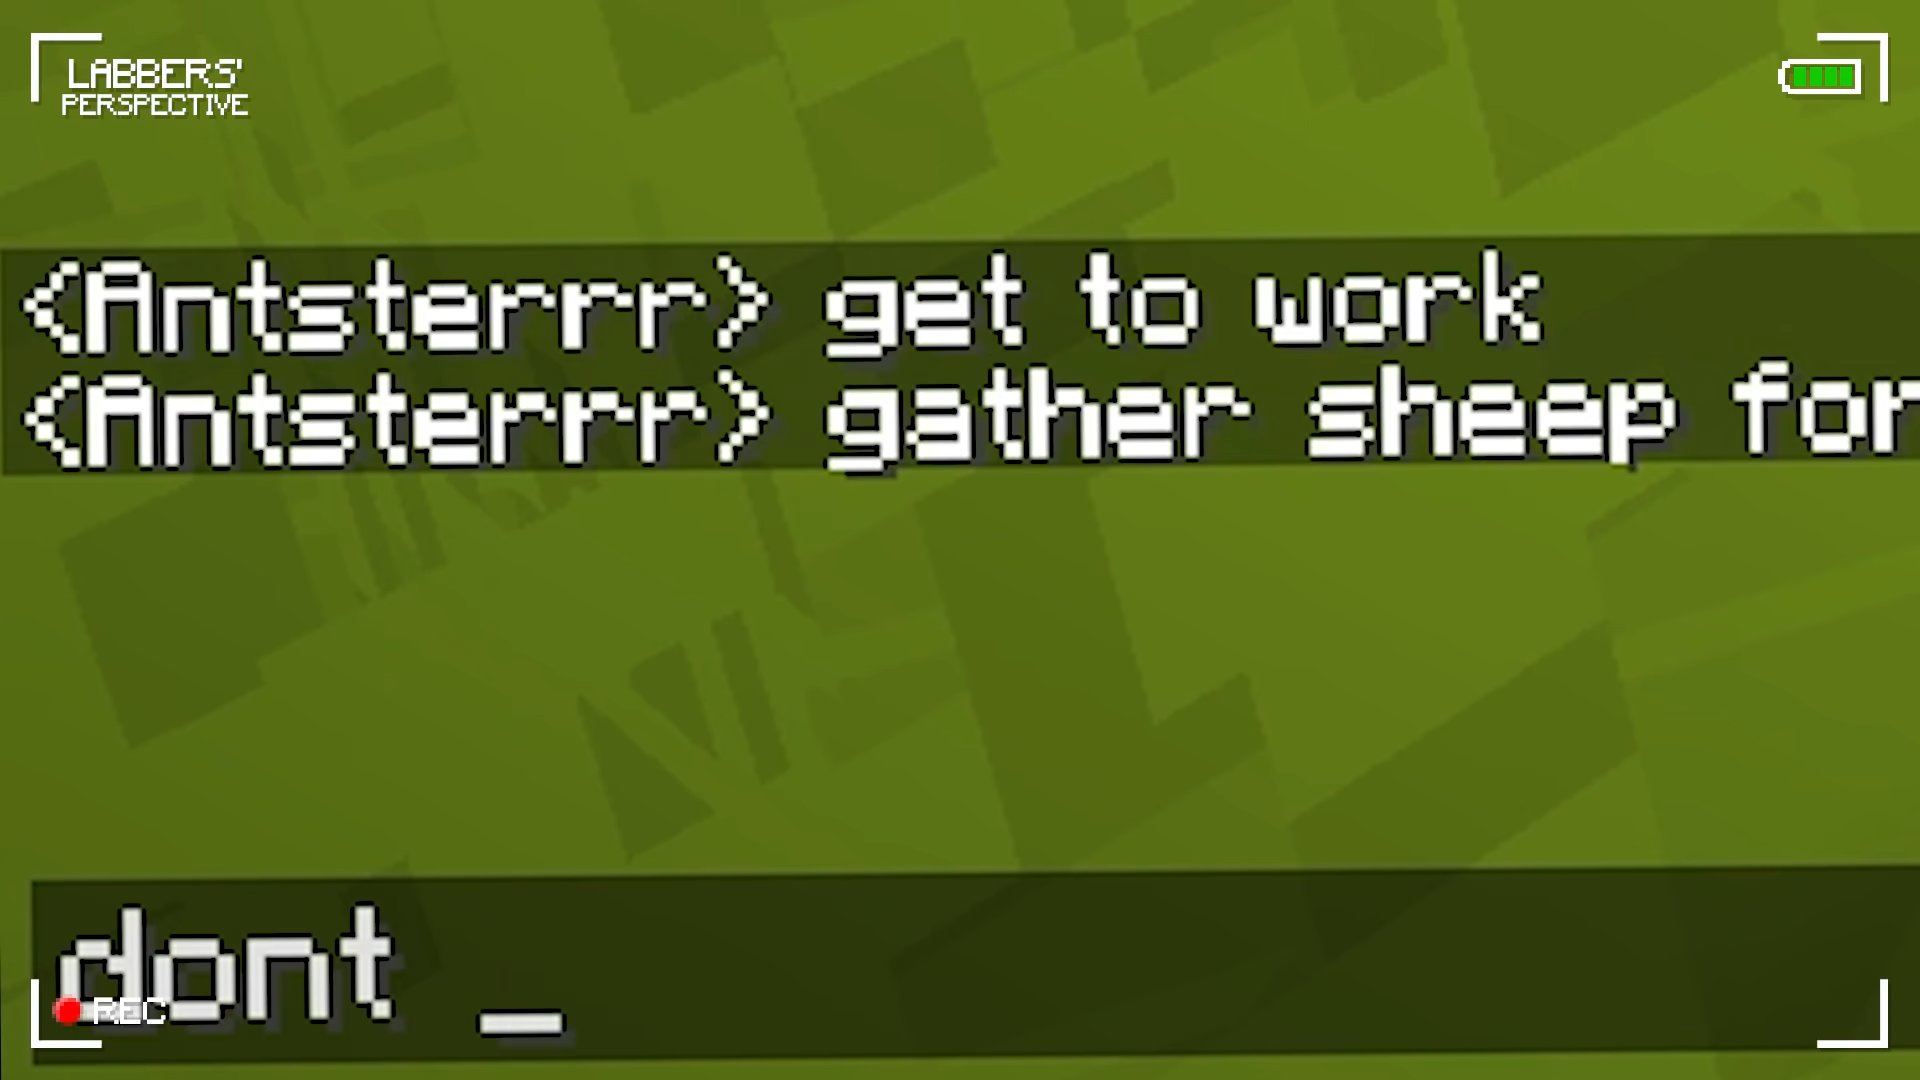 LABBERS'
PERSPECTIVE
<Antsterrr> get to work
<Antsterrr> gather sheep for
dont _
REC